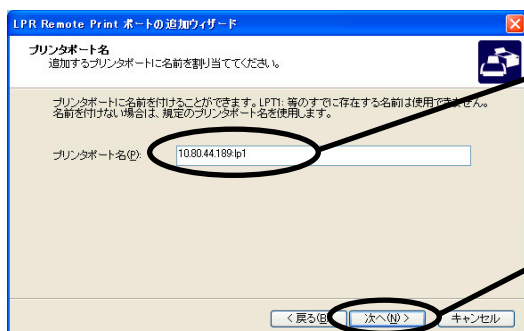 LPR Remote Print ポートの追加ウィザード
プリンタポート名
追加するプリンタポートに名前を割り当ててください。
プリンタポートに名前を付けることができます。LPT1: 等のすでに存在する名前は使用できません。
名前を付けない場合は、規定のプリンタポート名を使用します。
プリンタポート名(P):
10.80.44.189:lp1
< 戻る(B)
次へ(N) >
キャンセル